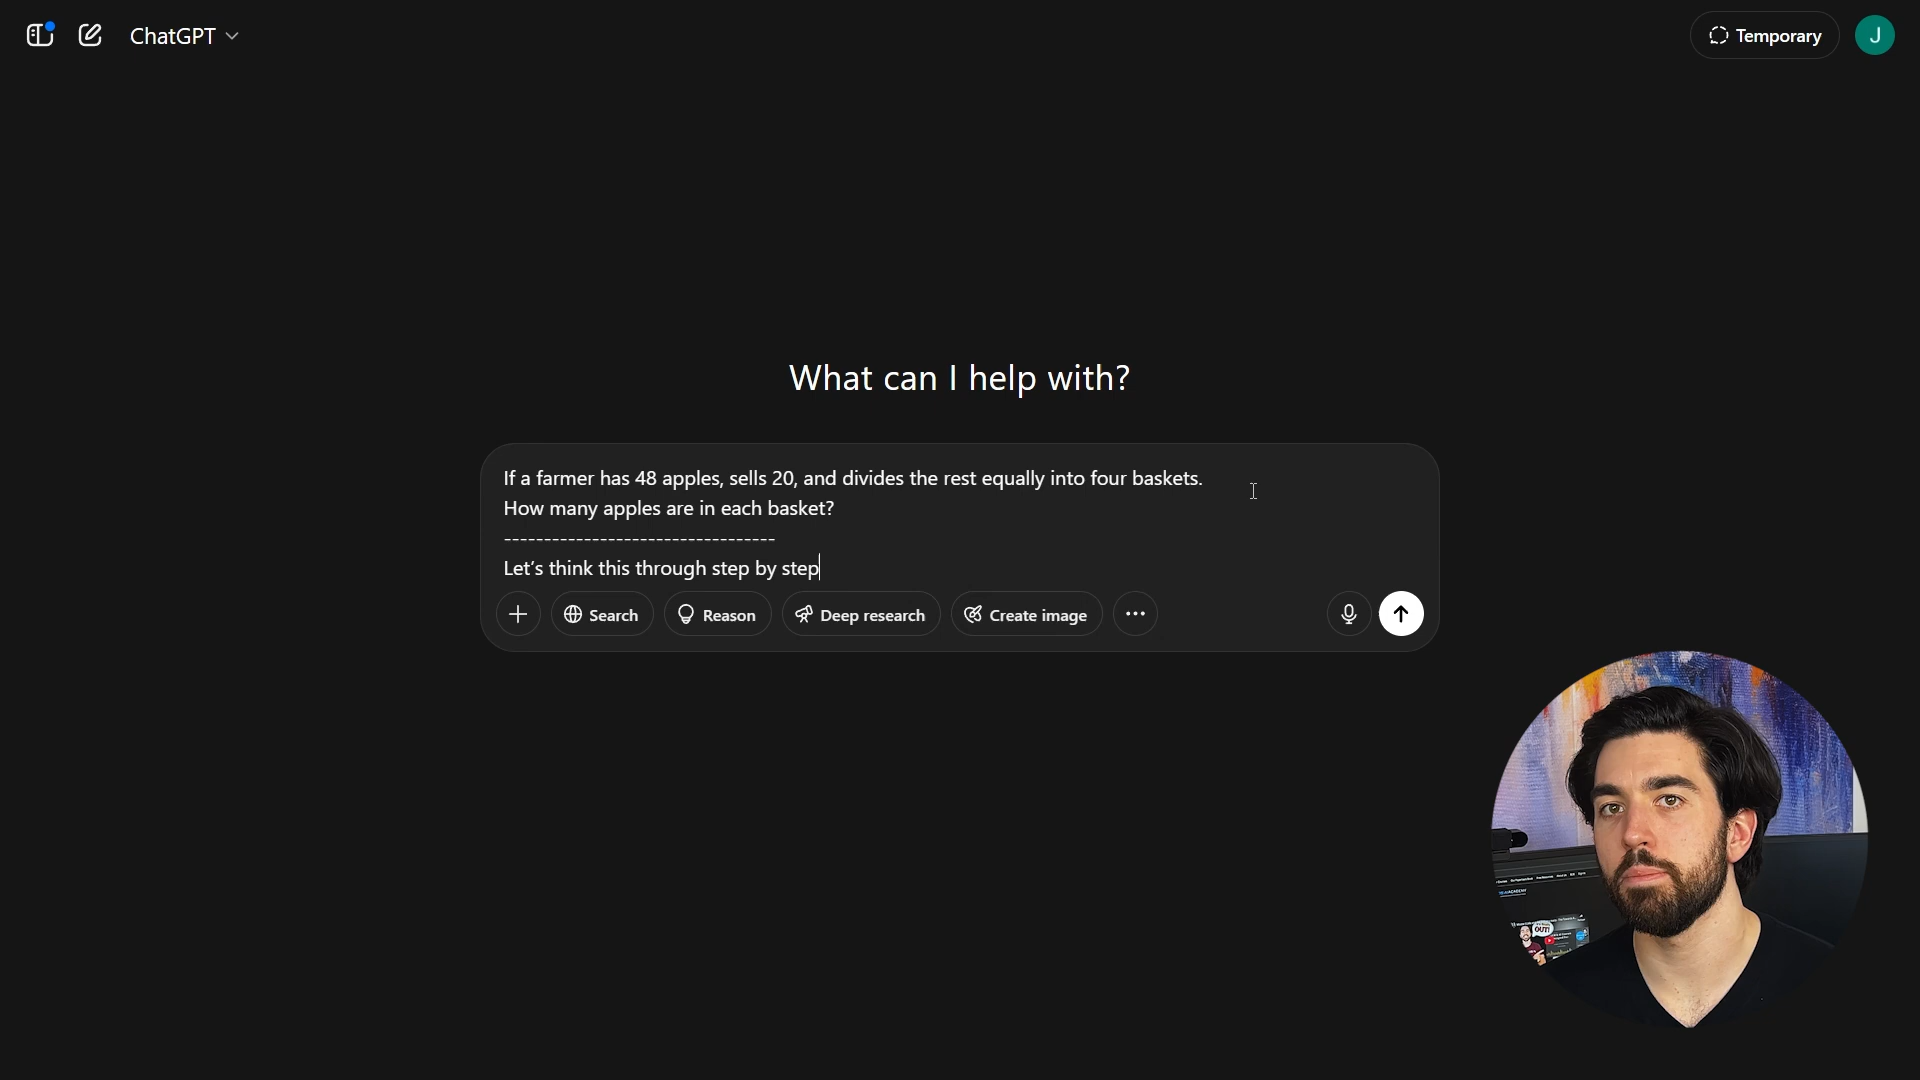 ChatGPT
Temporary
J
What can I help with?
If a farmer has 48 apples, sells 20, and divides the rest equally into four baskets.
How many apples are in each basket?
----------------------------------
Let's think this through step by step
Search
Reason
Deep research
Create image
OUT!